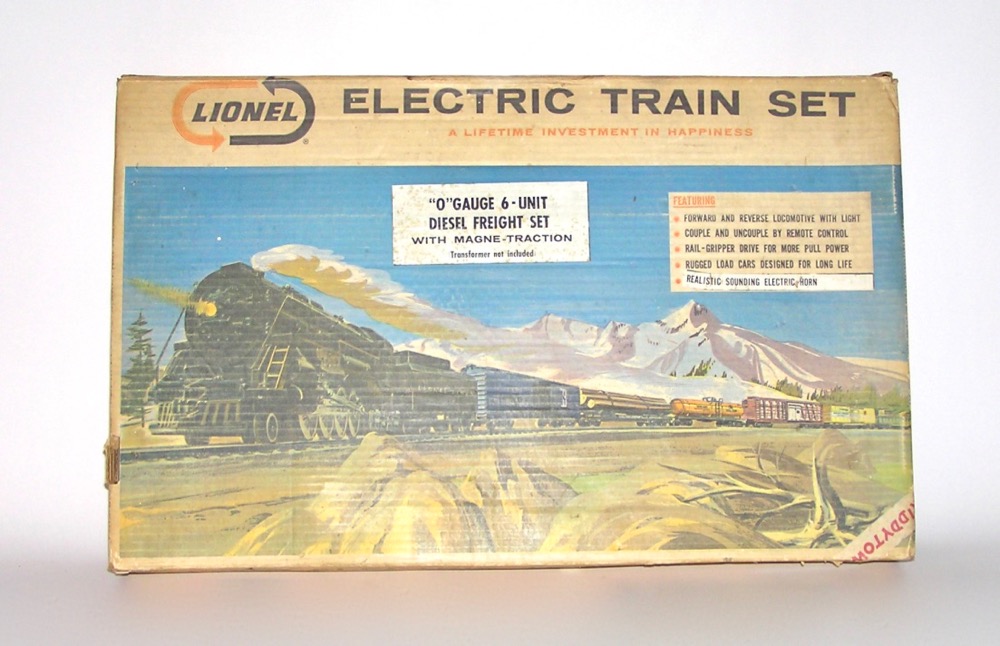 LIONEL
ELECTRIC TRAIN SET
A LIFETIME INVESTMENT IN HAPPINESS
"O" GAUGE 6-UNIT
DIESEL FREIGHT SET
WITH MAGNE-TRACTION
Transformer not included
FEATURING
FORWARD AND REVERSE LOCOMOTIVE WITH LIGHT
COUPLE AND UNCOUPLE BY REMOTE CONTROL
RAIL-GRIPPER DRIVE FOR MORE PULL POWER
RUGGED LOAD CARS DESIGNED FOR LONG LIFE
REALISTIC SOUNDING ELECTRIC HORN
IDDYTOW